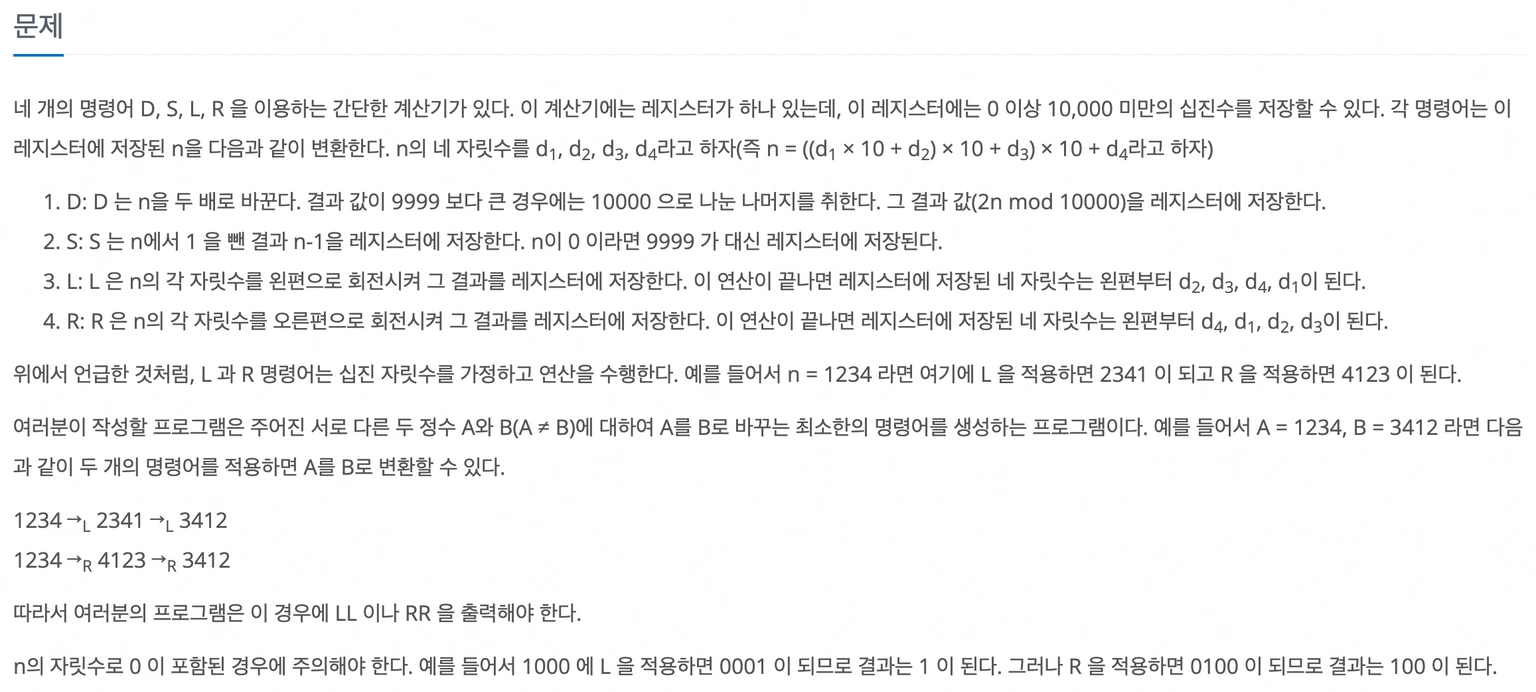 문제
네 개의 명령어 D, S, L, R 을 이용하는 간단한 계산기가 있다. 이 계산기에는 레지스터가 하나 있는데, 이 레지스터에는 0 이상 10,000 미만의 십진수를 저장할 수 있다. 각 명령어는 이
레지스터에 저장된 n을 다음과 같이 변환한다. n의 네 자릿수를 d1, d2, d3, d4라고 하자(즉 n = ((d1 × 10 + d2) × 10 + d3) × 10 + d4라고 하자)
1. D: D 는 n을 두 배로 바꾼다. 결과 값이 9999 보다 큰 경우에는 10000 으로 나눈 나머지를 취한다. 그 결과 값(2n mod 10000)을 레지스터에 저장한다.
2. S: S 는 n에서 1 을 뺀 결과 n-1을 레지스터에 저장한다. n이 0 이라면 9999 가 대신 레지스터에 저장된다.
3. L: L 은 n의 각 자릿수를 왼편으로 회전시켜 그 결과를 레지스터에 저장한다. 이 연산이 끝나면 레지스터에 저장된 네 자릿수는 왼편부터 d2, d3, d4, d1이 된다.
4. R: R 은 n의 각 자릿수를 오른편으로 회전시켜 그 결과를 레지스터에 저장한다. 이 연산이 끝나면 레지스터에 저장된 네 자릿수는 왼편부터 d4, d1, d2, d3이 된다.
위에서 언급한 것처럼, L 과 R 명령어는 십진 자릿수를 가정하고 연산을 수행한다. 예를 들어서 n = 1234 라면 여기에 L 을 적용하면 2341 이 되고 R 을 적용하면 4123 이 된다.
여러분이 작성할 프로그램은 주어진 서로 다른 두 정수 A와 B(A ≠ B)에 대하여 A를 B로 바꾸는 최소한의 명령어를 생성하는 프로그램이다. 예를 들어서 A = 1234, B = 3412 라면 다음
과 같이 두 개의 명령어를 적용하면 A를 B로 변환할 수 있다.
1234 →L 2341 →L 3412
1234 →R 4123 →R 3412
따라서 여러분의 프로그램은 이 경우에 LL 이나 RR 을 출력해야 한다.
n의 자릿수로 0 이 포함된 경우에 주의해야 한다. 예를 들어서 1000 에 L 을 적용하면 0001 이 되므로 결과는 1 이 된다. 그러나 R 을 적용하면 0100 이 되므로 결과는 100 이 된다.